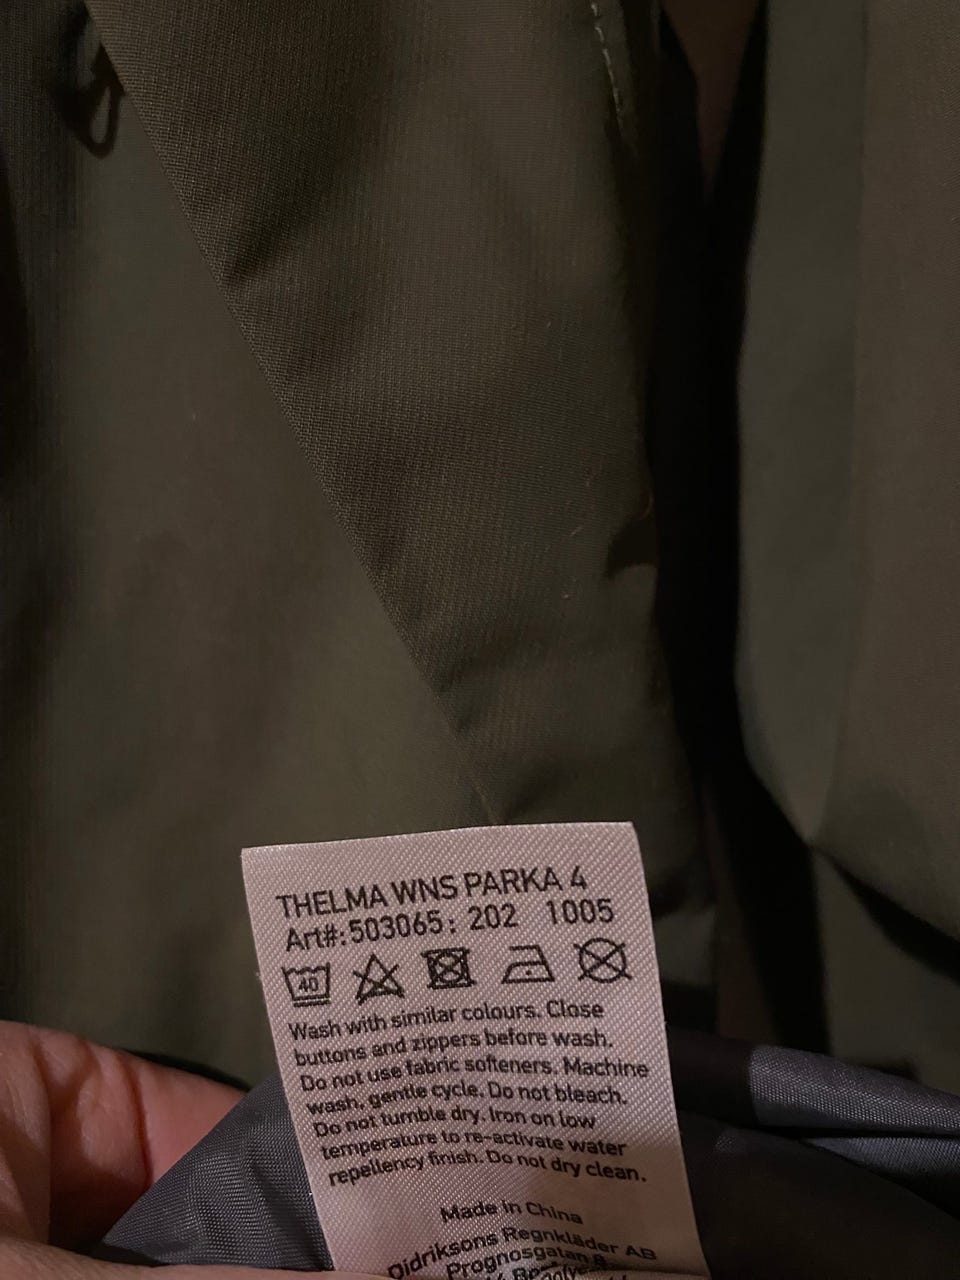 THELMA WNS PARKA 4
Art#:503065: 202 1005
40
Wash with similar colours. Close
buttons and zippers before wash.
Do not use fabric softeners. Machine
wash, gentle cycle. Do not bleach.
Do not tumble dry. Iron on low
temperature to re-activate water
repellency finish. Do not dry clean.
Made in China
Didriksons Regnkläder AB
Prognosgatan